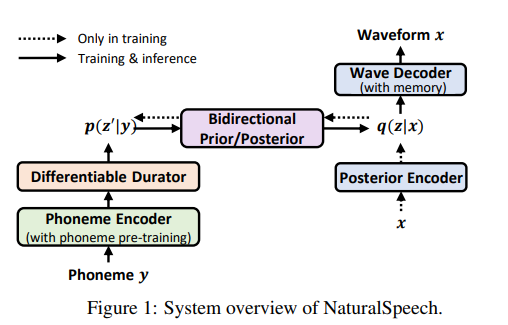 Only in training
Training & inference
Waveform x
Wave Decoder
(with memory)
p(z'|y)
Bidirectional
Prior/Posterior
q(z|x)
Differentiable Durator
Posterior Encoder
Phoneme Encoder
(with phoneme pre-training)
x
Phoneme y
Figure 1: System overview of NaturalSpeech.